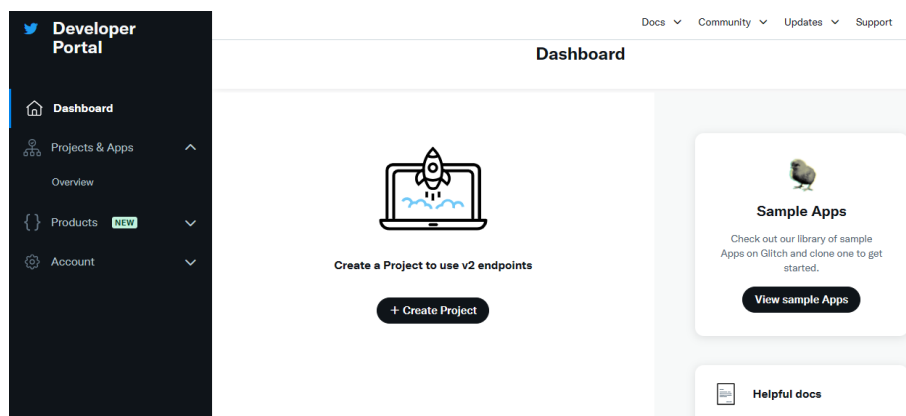 Developer
Portal
Docs Community Updates Support
Dashboard
Dashboard
Projects & Apps
Overview
Products NEW
Account
Create a Project to use v2 endpoints
+ Create Project
Sample Apps
Check out our library of sample
Apps on Glitch and clone one to get
started.
View sample Apps
Helpful docs